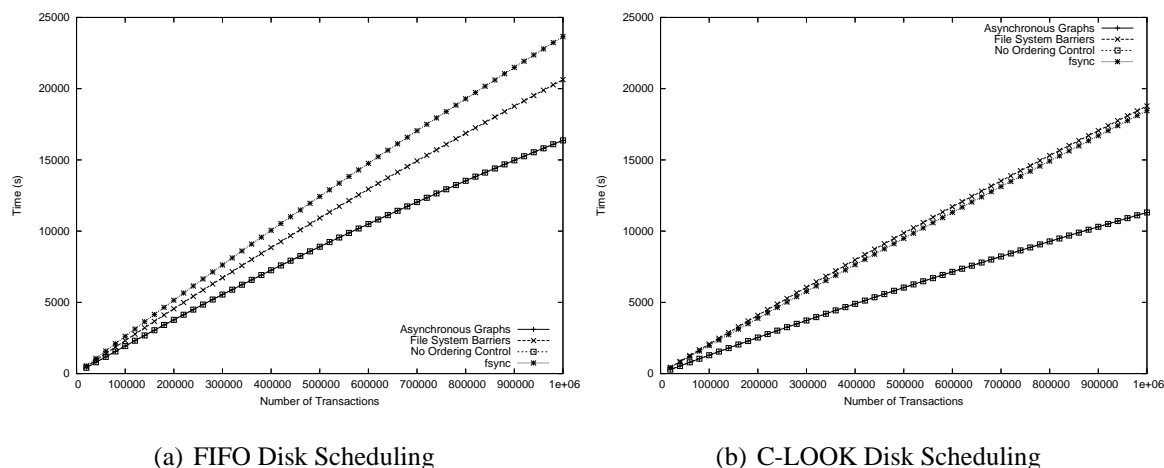 25000
20000
15000
10000
5000
0
Time (s)
0 100000 200000 300000 400000 500000 600000 700000 800000 900000 1e+06
Number of Transactions
Asynchronous Graphs
File System Barriers
No Ordering Control
fsync
(a) FIFO Disk Scheduling
25000
20000
15000
10000
5000
0
Time (s)
0 100000 200000 300000 400000 500000 600000 700000 800000 900000 1e+06
Number of Transactions
Asynchronous Graphs
File System Barriers
No Ordering Control
fsync
(b) C-LOOK Disk Scheduling